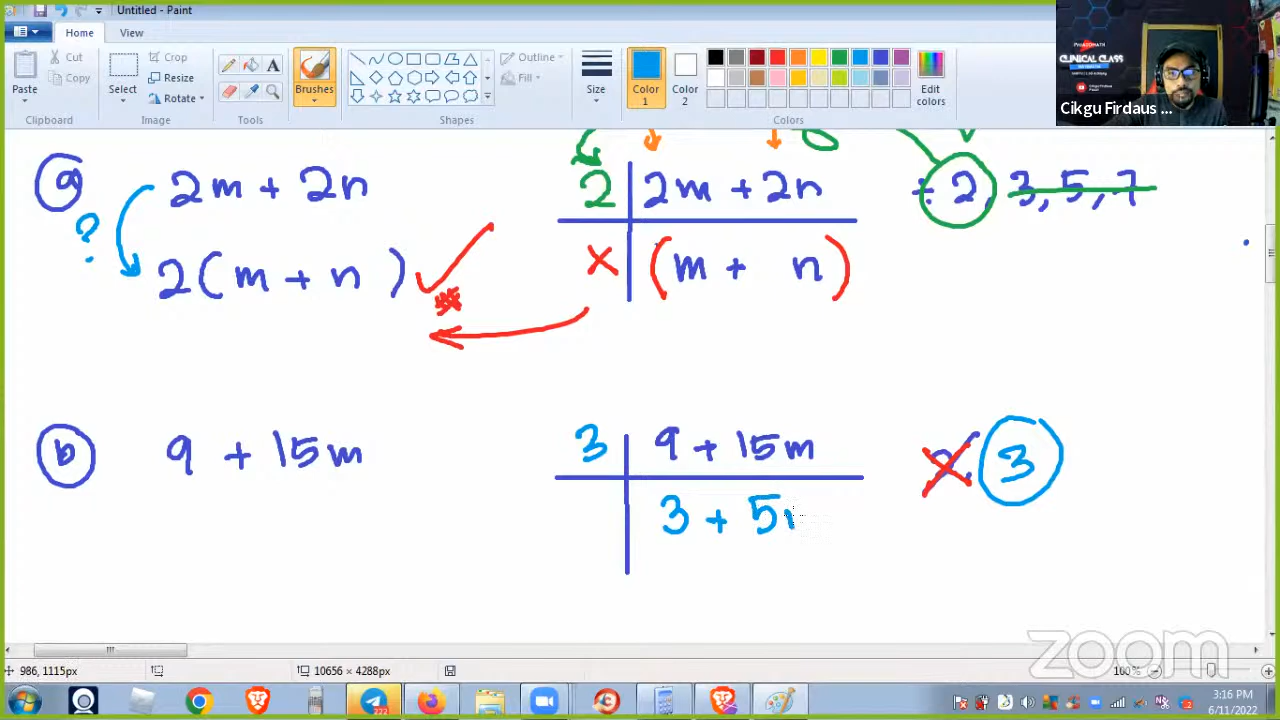 Untitled - Paint
Home
View
Paste
Cut
Copy
Clipboard
Select
Crop
Resize
Rotate
Image
Tools
Brushes
Shapes
Outline
Fill
Size
Color 1
Color 2
Edit colors
Colors
CLINICAL CLASS
Cikgu Firdaus ...
a 2m + 2n
2 2m + 2n
÷ 2, 3, 5, 7
?
2(m + n)
x (m + n)
b 9 + 15m
3 9 + 15m
2, 3
3 + 5
zoom
986, 1115px
10656 × 4288px
100%
3:16 PM
6/11/2022